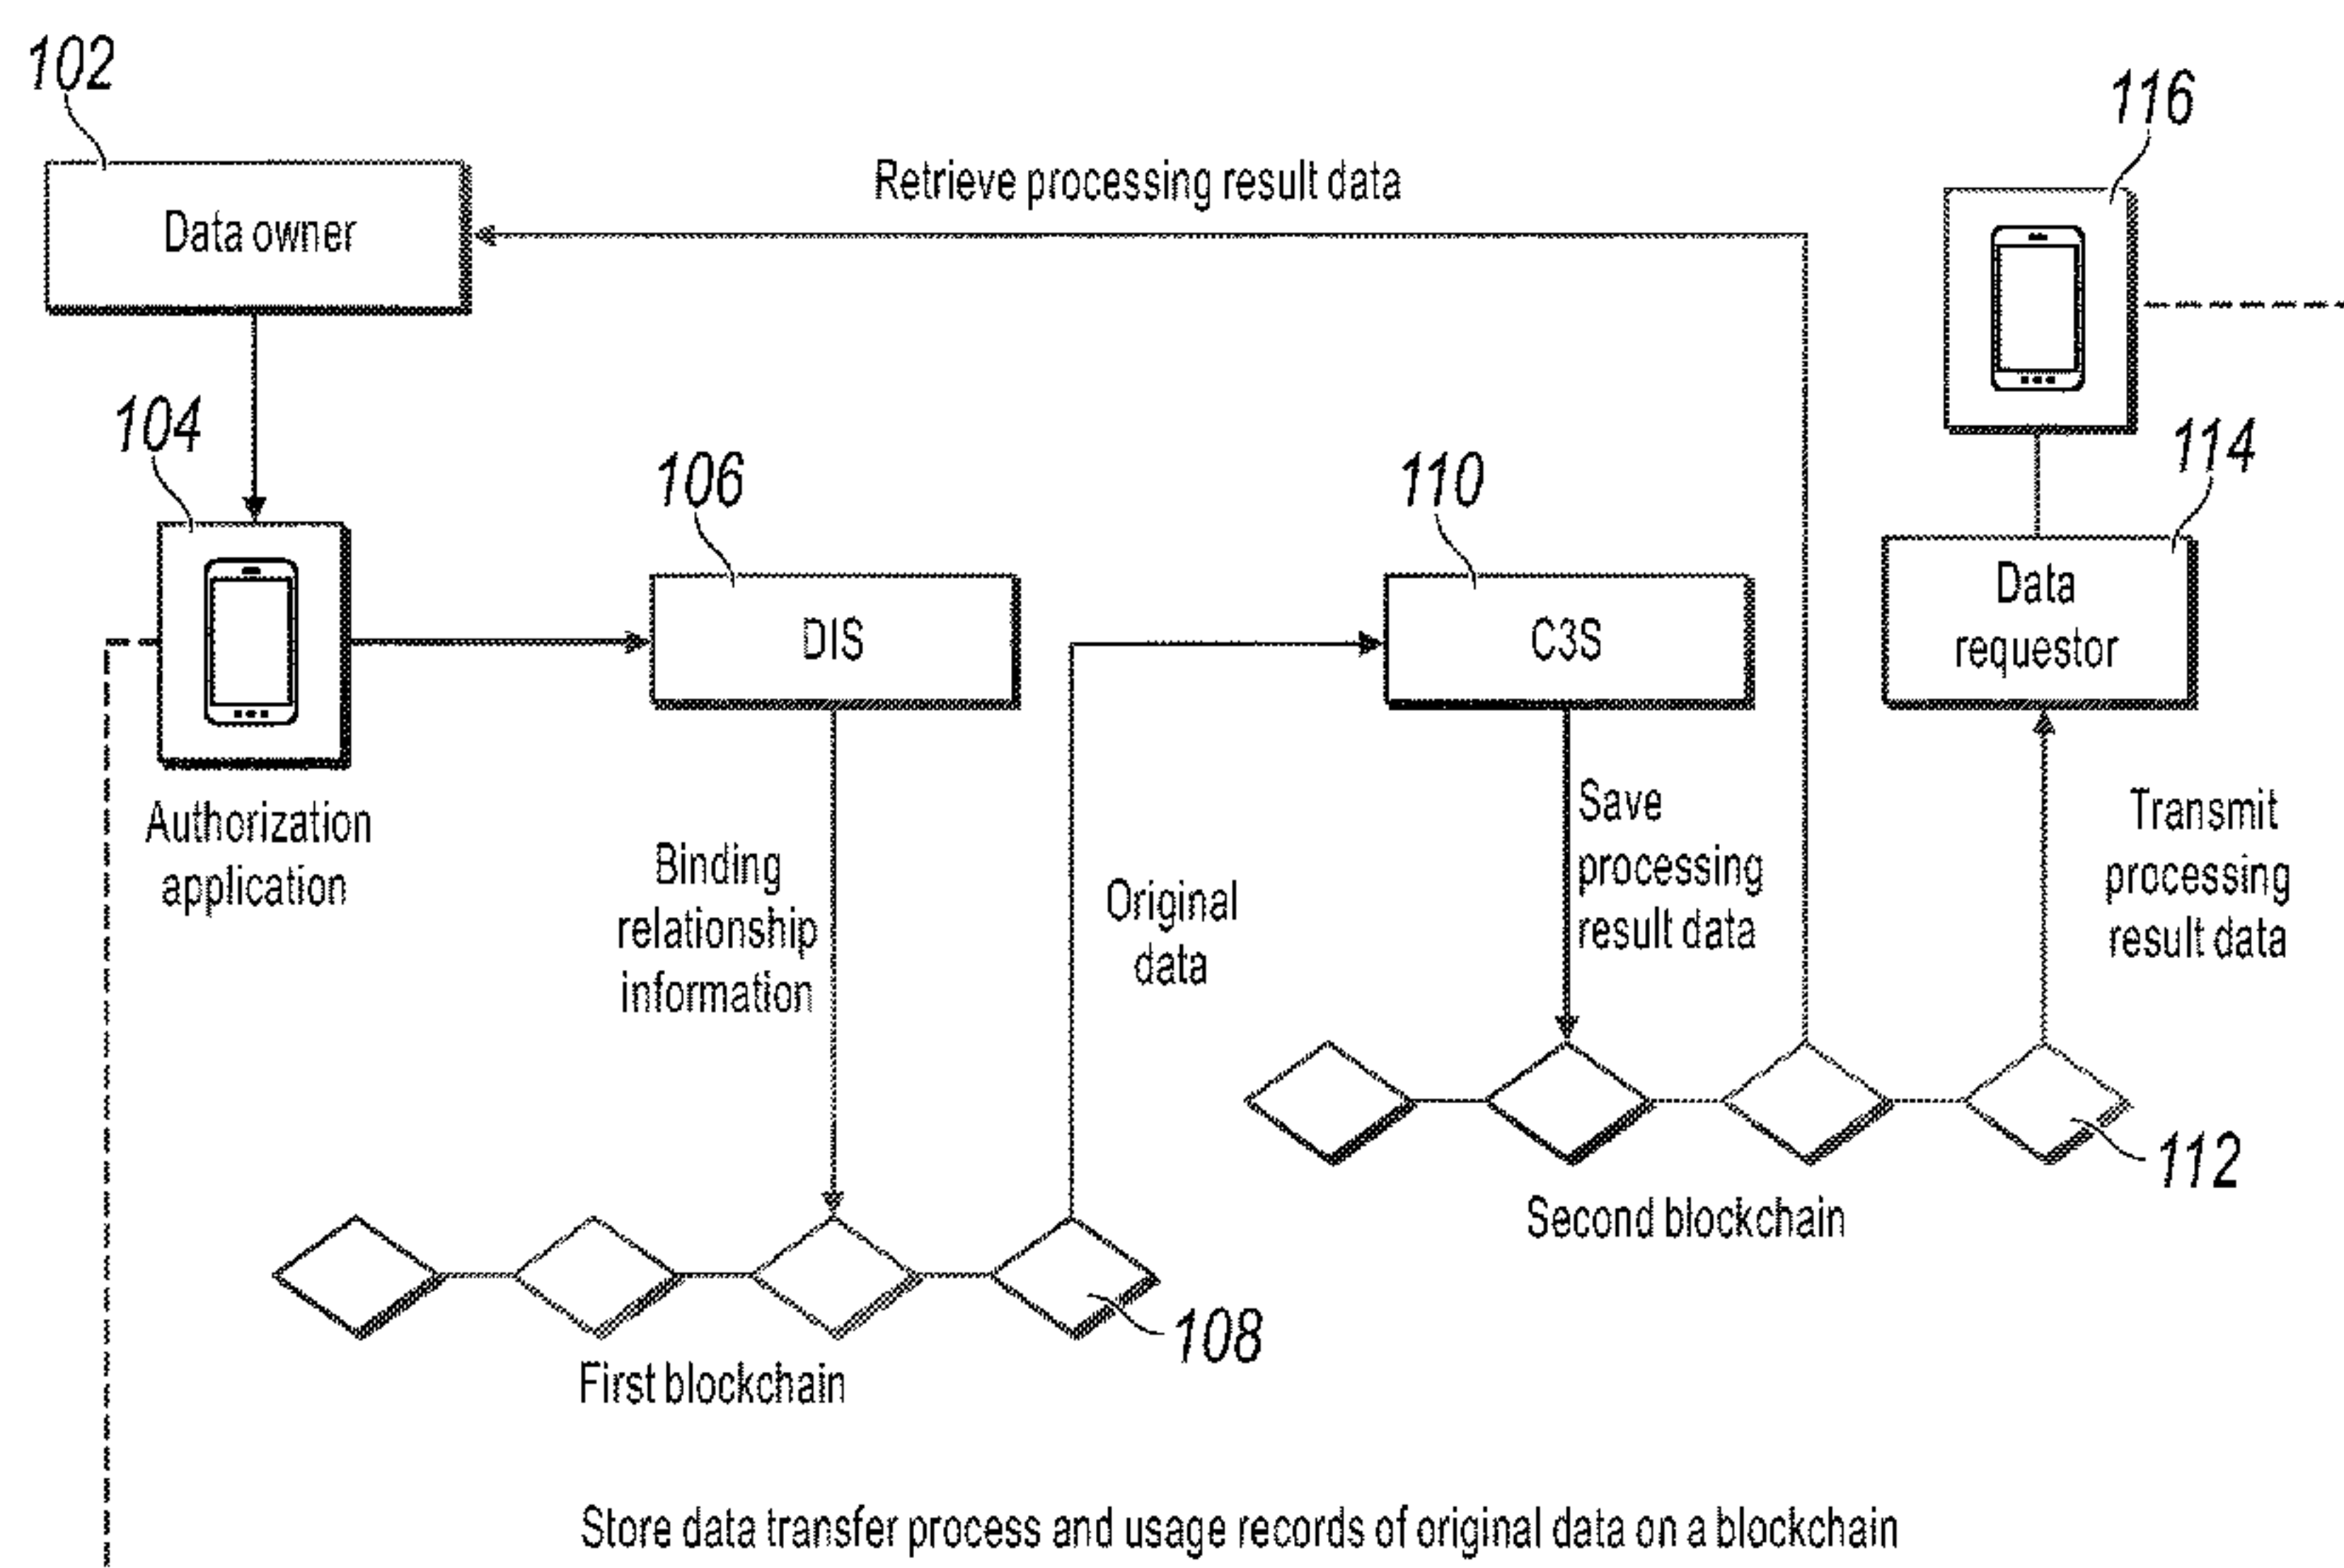 102
116
Retrieve processing result data
Data owner
104
114
106
110
Data
requestor
DIS
C3S
Authorization
application
Binding
relationship
information
Original
data
Save
processing
result data
Transmit
processing
result data
112
Second blockchain
108
First blockchain
Store data transfer process and usage records of original data on a blockchain